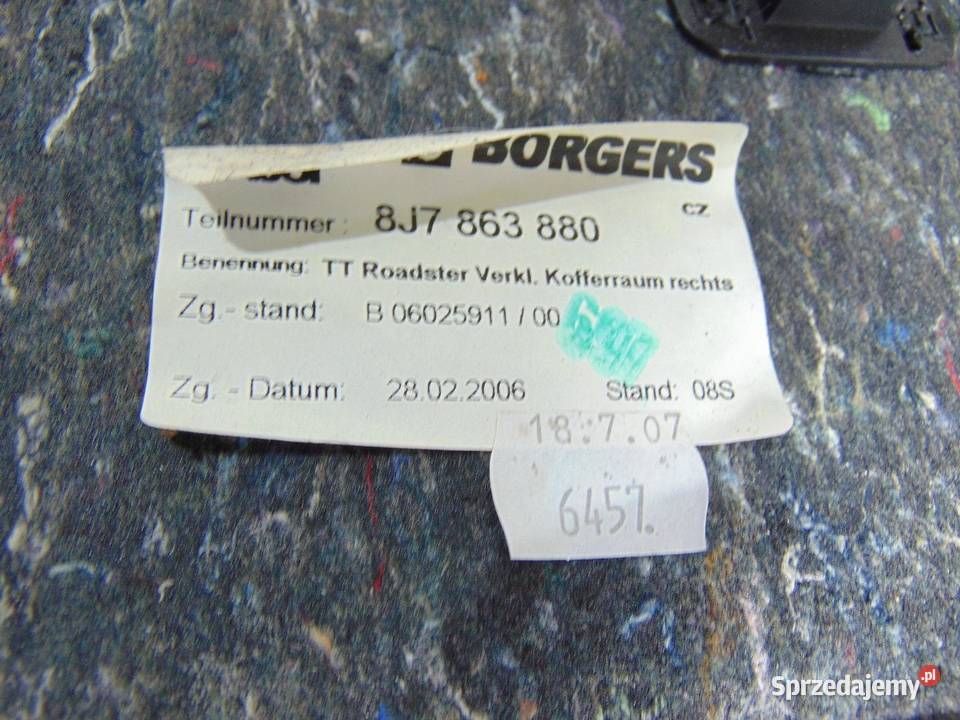 BORGERS
cz
Teilnummer: 8J7 863 880
Benennung: TT Roadster Verkl. Kofferraum rechts
Zg.- stand: B 06025911 / 00
Zg. - Datum: 28.02.2006 Stand: 08S
18.7.07
6457.
Sprzedajemy.pl